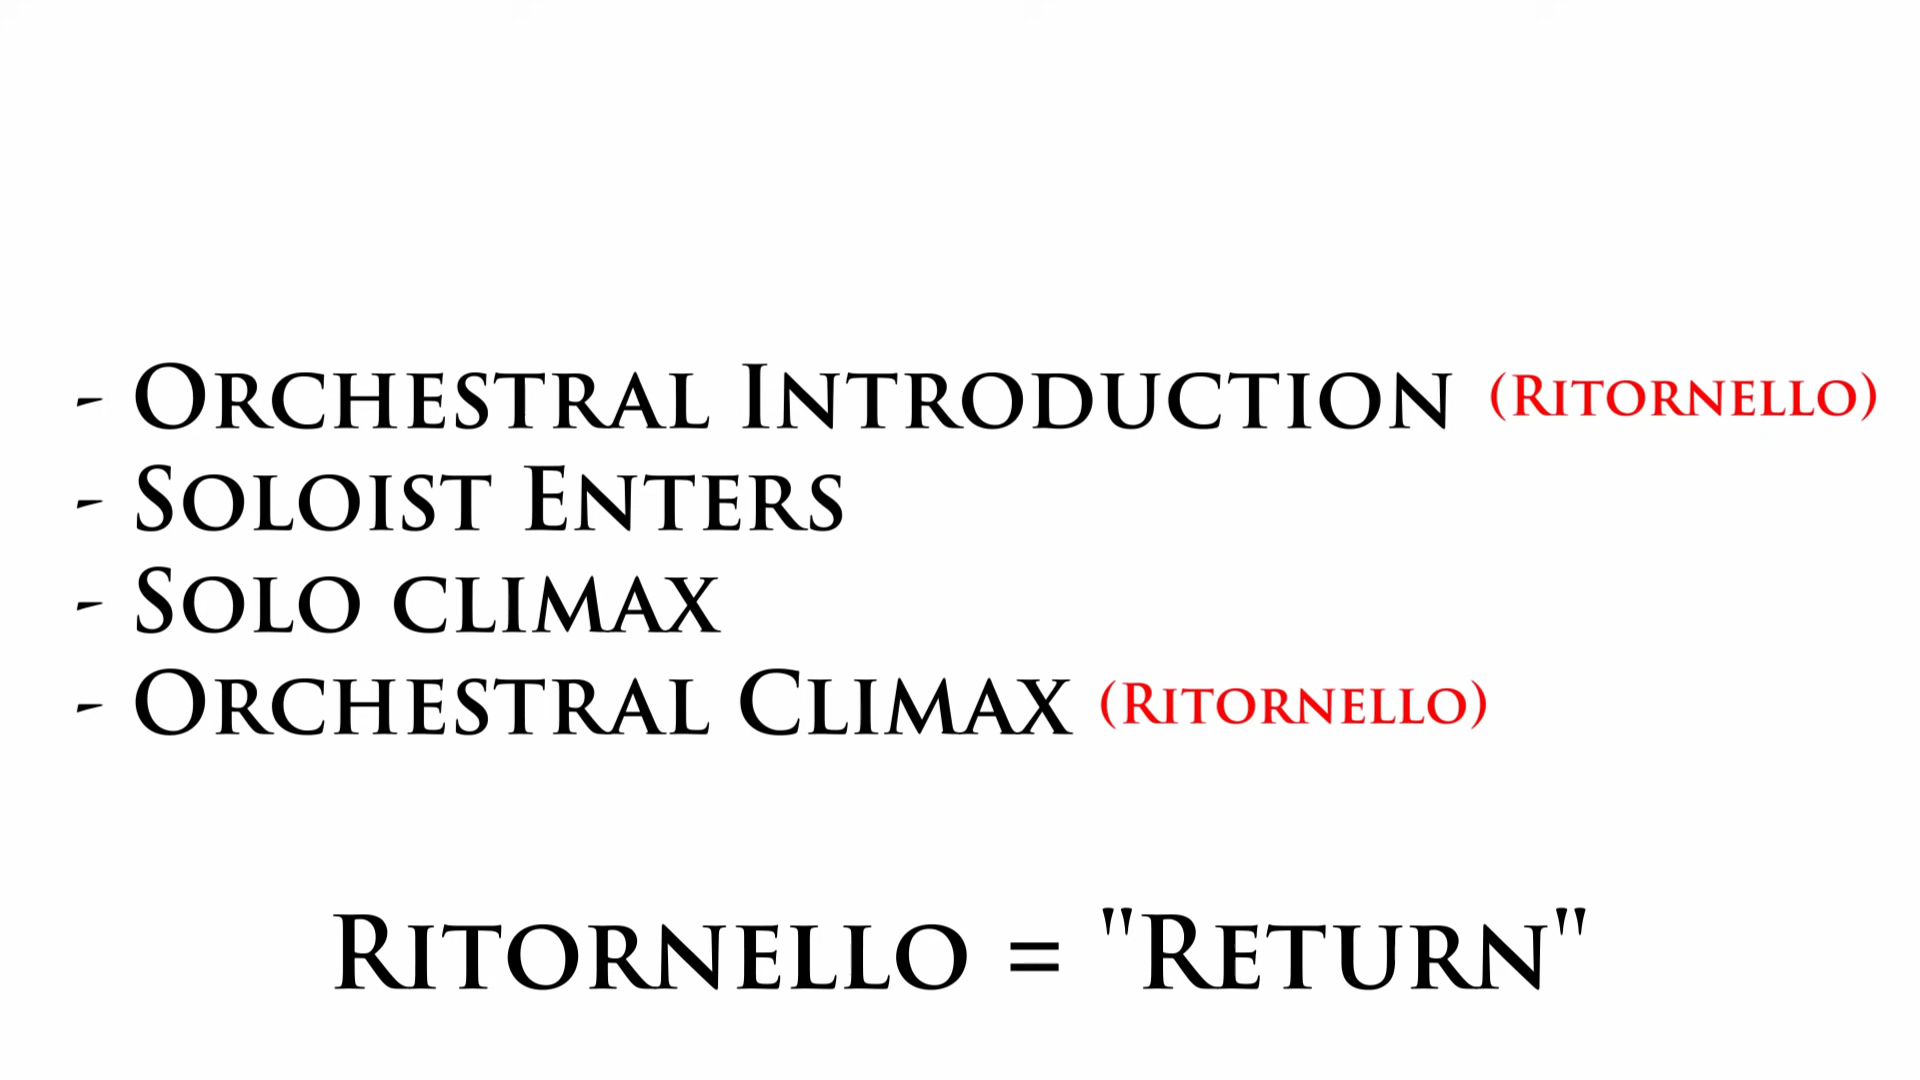 - Orchestral Introduction (Ritornello)
- Soloist Enters
- Solo climax
- Orchestral Climax (Ritornello)
Ritornello = "Return"